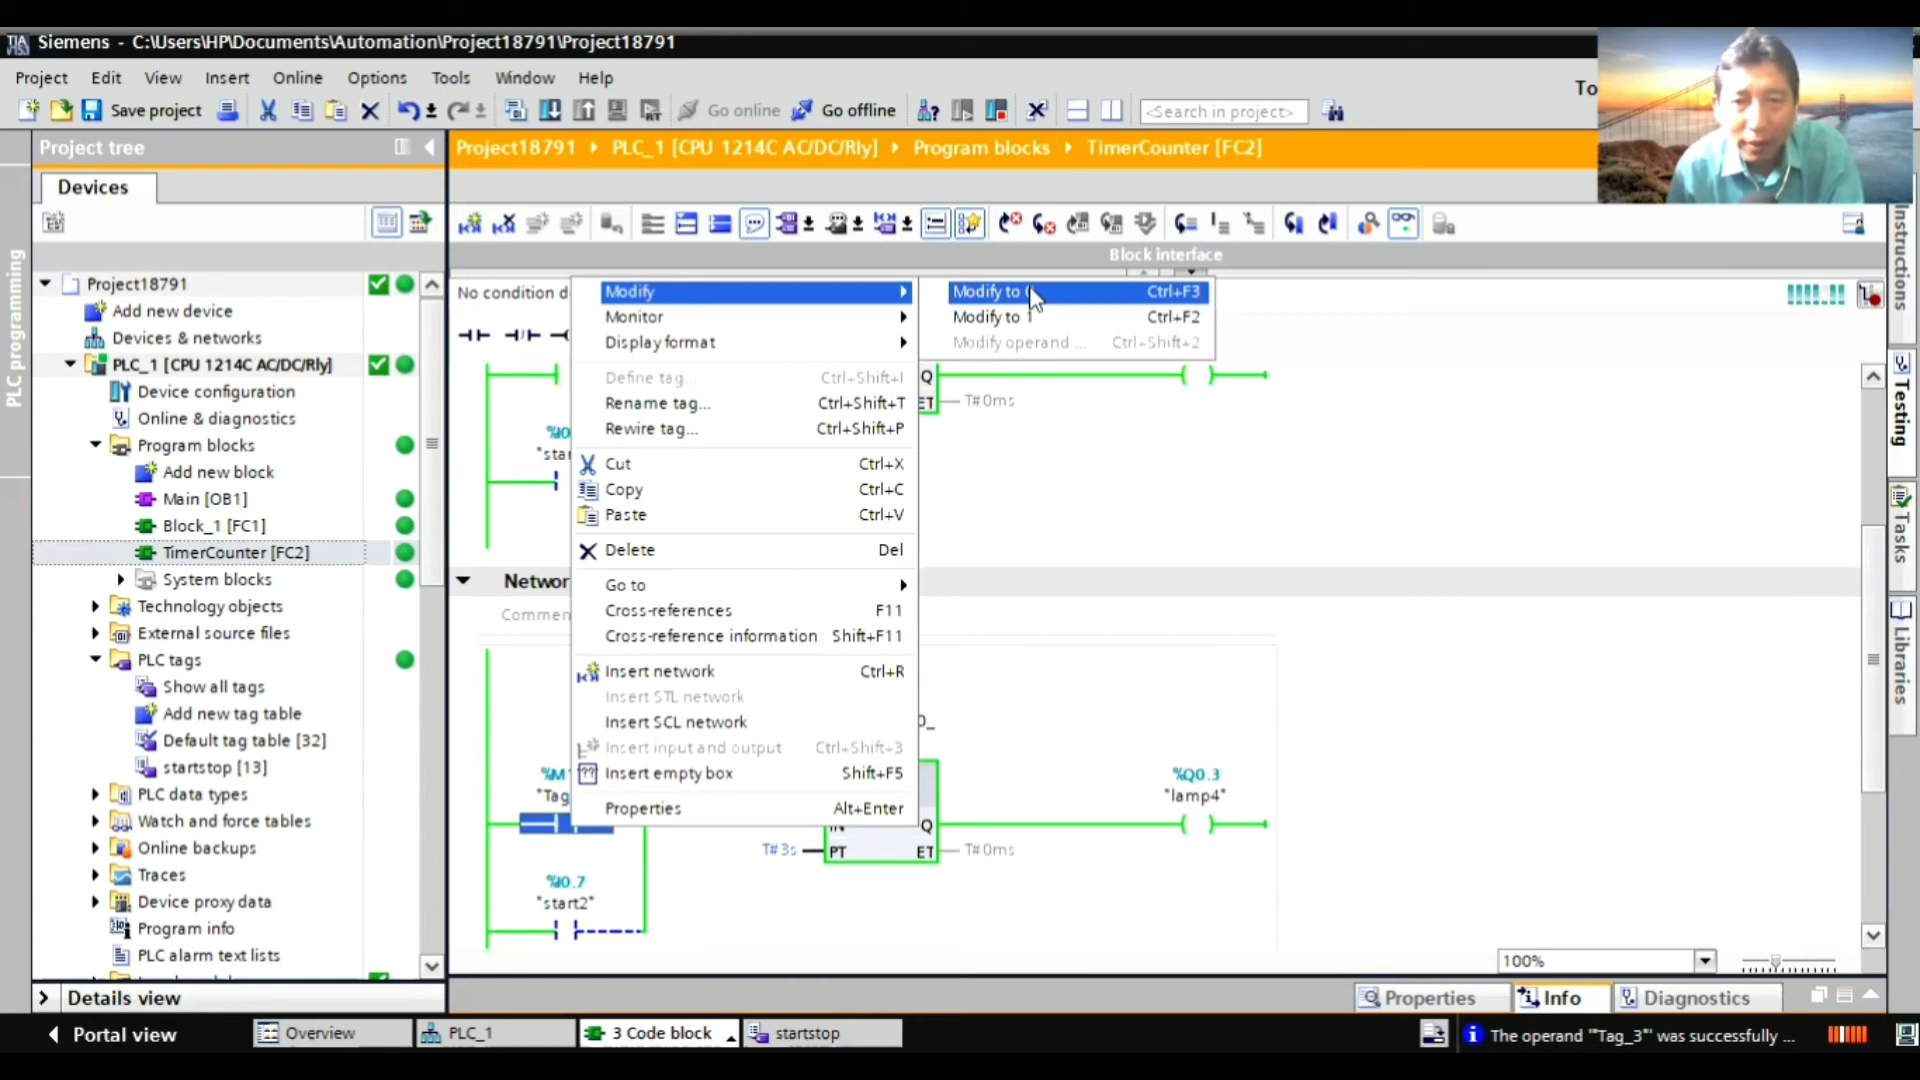 Siemens - C:\Users\HP\Documents\Automation\Project18791\Project18791
Project Edit View Insert Online Options Tools Window Help
To
Save project Go online Go offline <Search in project>
Project tree
Project18791 PLC_1 [CPU 1214C AC/DC/Rly] Program blocks TimerCounter [FC2]
Devices
PLC programming
Block interface
Project18791
Add new device
Devices & networks
PLC_1 [CPU 1214C AC/DC/Rly]
Device configuration
Online & diagnostics
Program blocks
Add new block
Main [OB1]
Block_1 [FC1]
TimerCounter [FC2]
System blocks
Technology objects
External source files
PLC tags
Show all tags
Add new tag table
Default tag table [32]
startstop [13]
PLC data types
Watch and force tables
Online backups
Traces
Device proxy data
Program info
PLC alarm text lists
Details view
No condition d
Modify
Monitor
Display format
Define tag... Ctrl+Shift+I
Rename tag... Ctrl+Shift+T
Rewire tag... Ctrl+Shift+P
Cut Ctrl+X
Copy Ctrl+C
Paste Ctrl+V
Delete Del
Go to
Cross-references F11
Cross-reference information Shift+F11
Insert network Ctrl+R
Insert STL network
Insert SCL network
Insert input and output Ctrl+Shift+3
Insert empty box Shift+F5
Properties Alt+Enter
Modify to Ctrl+F3
Modify to 1 Ctrl+F2
Modify operand ... Ctrl+Shift+2
Q
ET T#0ms
%I0
"sta
Networ
Commen
%M
"Tag
%Q0.3
"lamp4"
IN Q
T#3s PT ET T#0ms
%I0.7
"start2"
100%
Instructions
Testing
Tasks
Libraries
Properties Info Diagnostics
Portal view Overview PLC_1 3 Code block startstop
The operand '"Tag_3"' was successfully ...